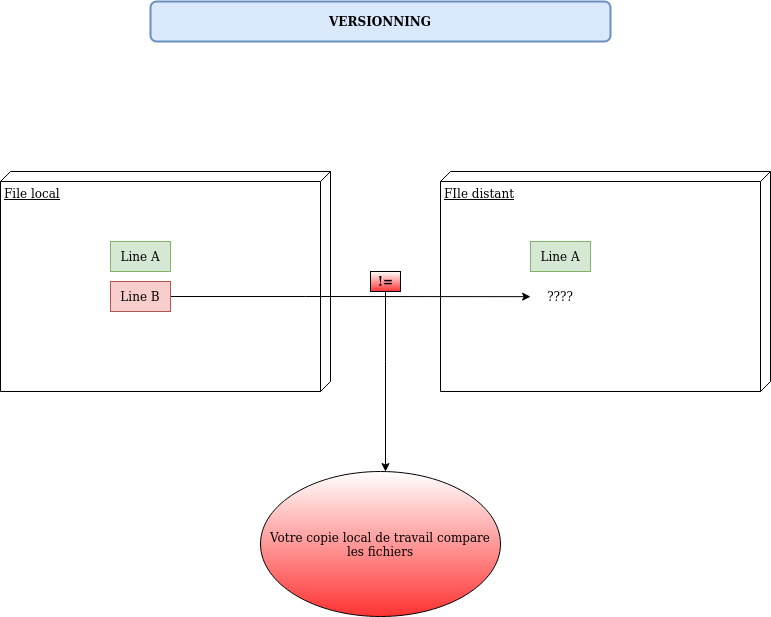 VERSIONNING
File local
FIle distant
Line A
Line A
!=
Line B
????
Votre copie local de travail compare
les fichiers